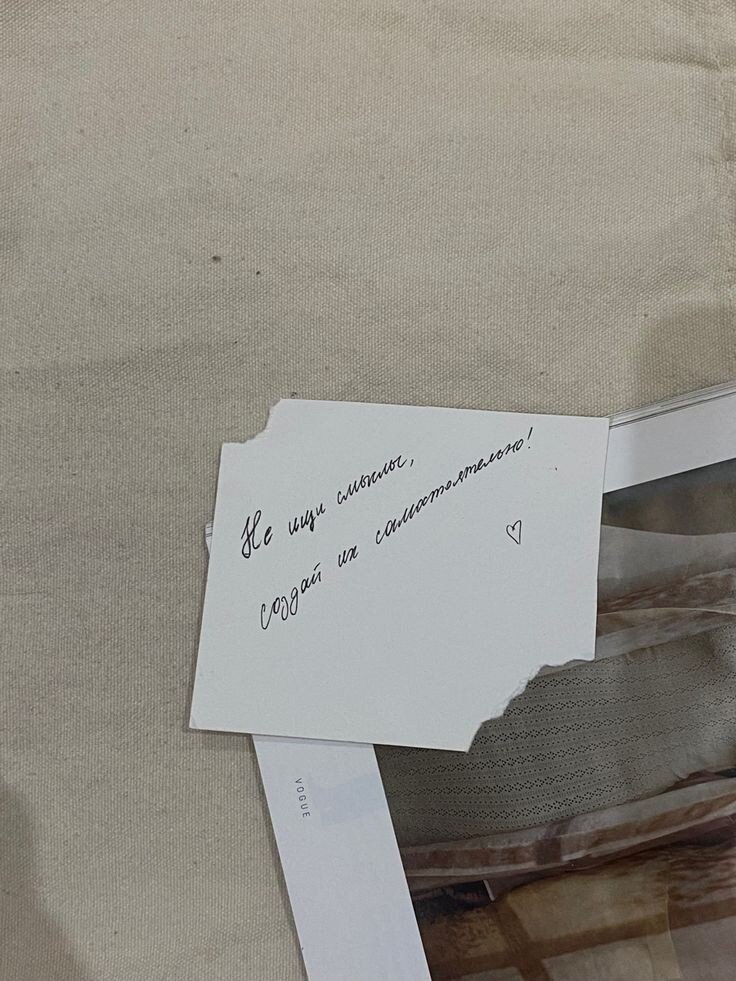 Не ищи смыслы,
создай их самостоятельно!
VOGUE